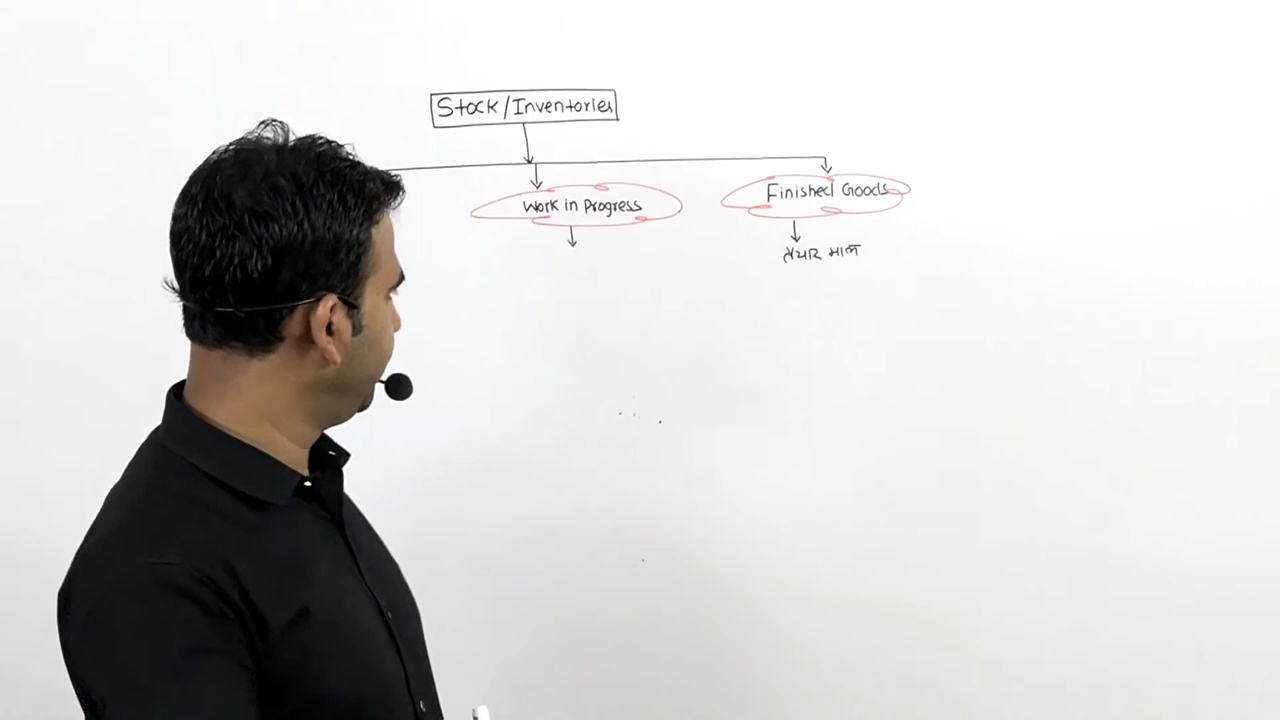 Stock/Inventories
Work in Progress
Finished Goods
तैयार माल